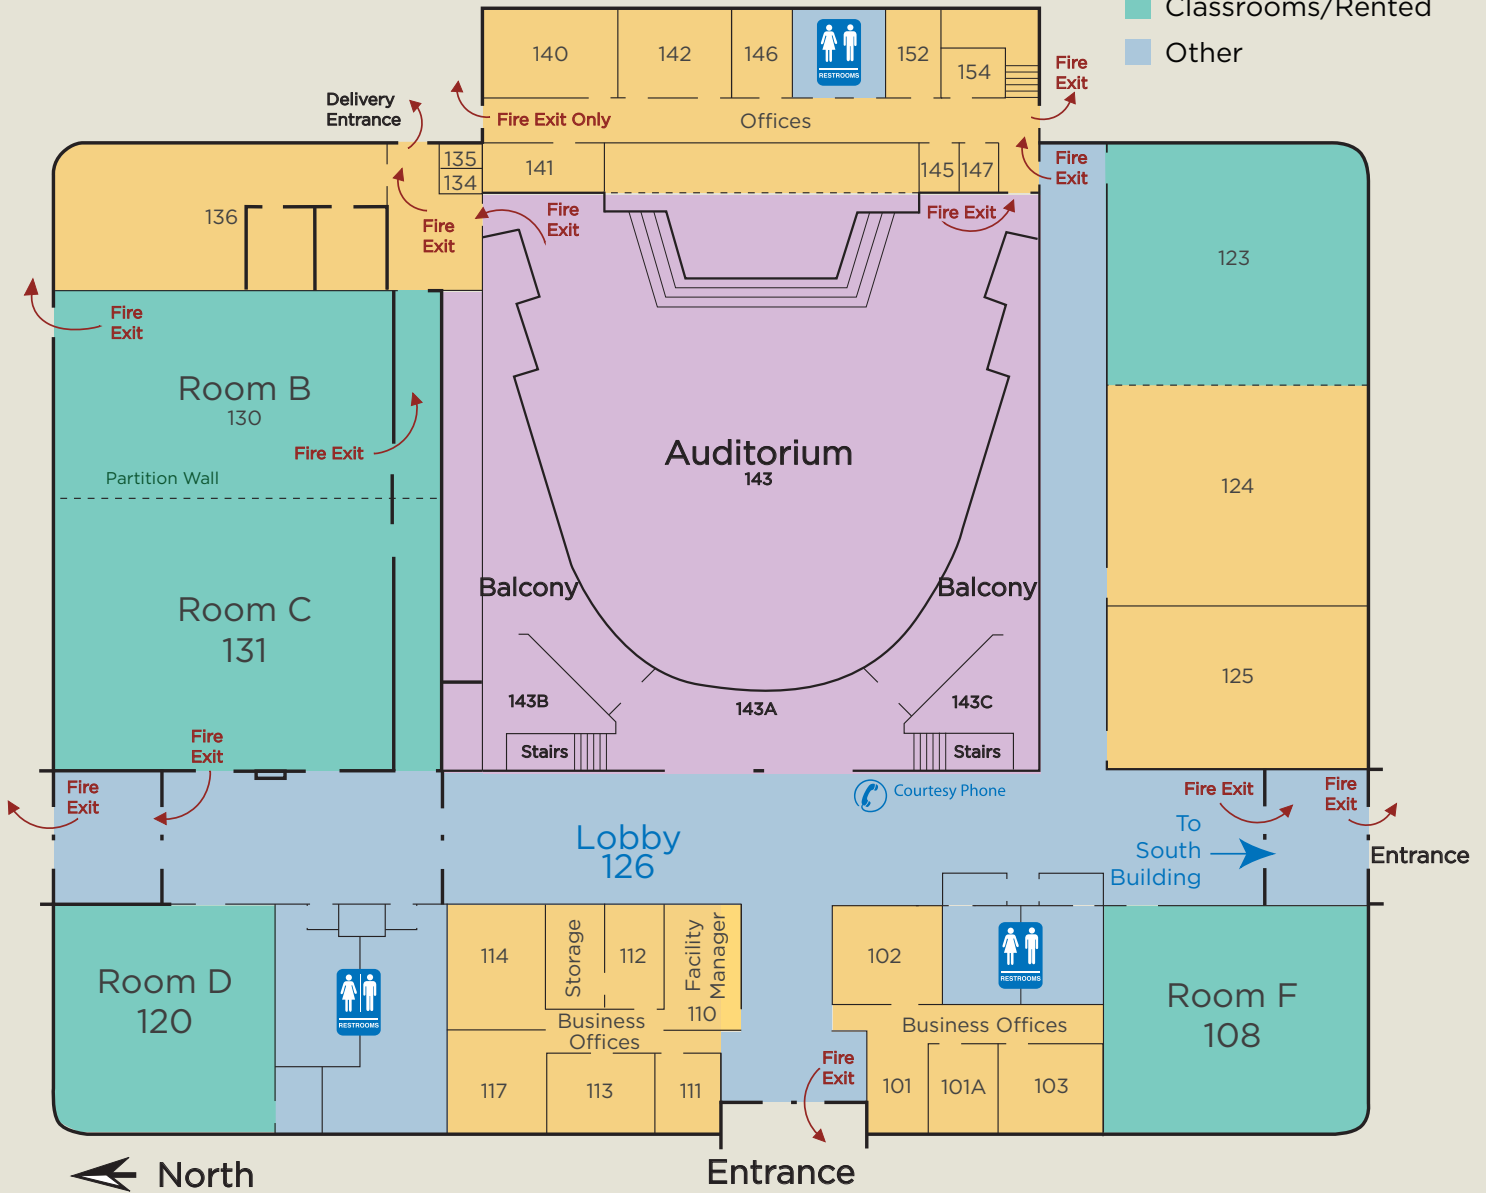 Classrooms/Rented
Other
140
142
146
RESTROOMS
152
154
Fire
Exit
Delivery
Entrance
Fire Exit Only
Offices
135
134
141
145
147
Fire
Exit
136
Fire
Exit
Fire
Exit
Fire Exit
123
Fire
Exit
Room B
130
Fire Exit
Partition Wall
Auditorium
143
124
Room C
131
Balcony
Balcony
125
143B
143A
143C
Stairs
Stairs
Fire
Exit
Fire
Exit
Courtesy Phone
Fire Exit
Fire
Exit
Lobby
126
To
South
Building
Entrance
Room D
120
RESTROOMS
114
Storage
112
Facility
Manager
110
Business
Offices
117
113
111
102
RESTROOMS
Business Offices
101
101A
103
Room F
108
Fire
Exit
North
Entrance